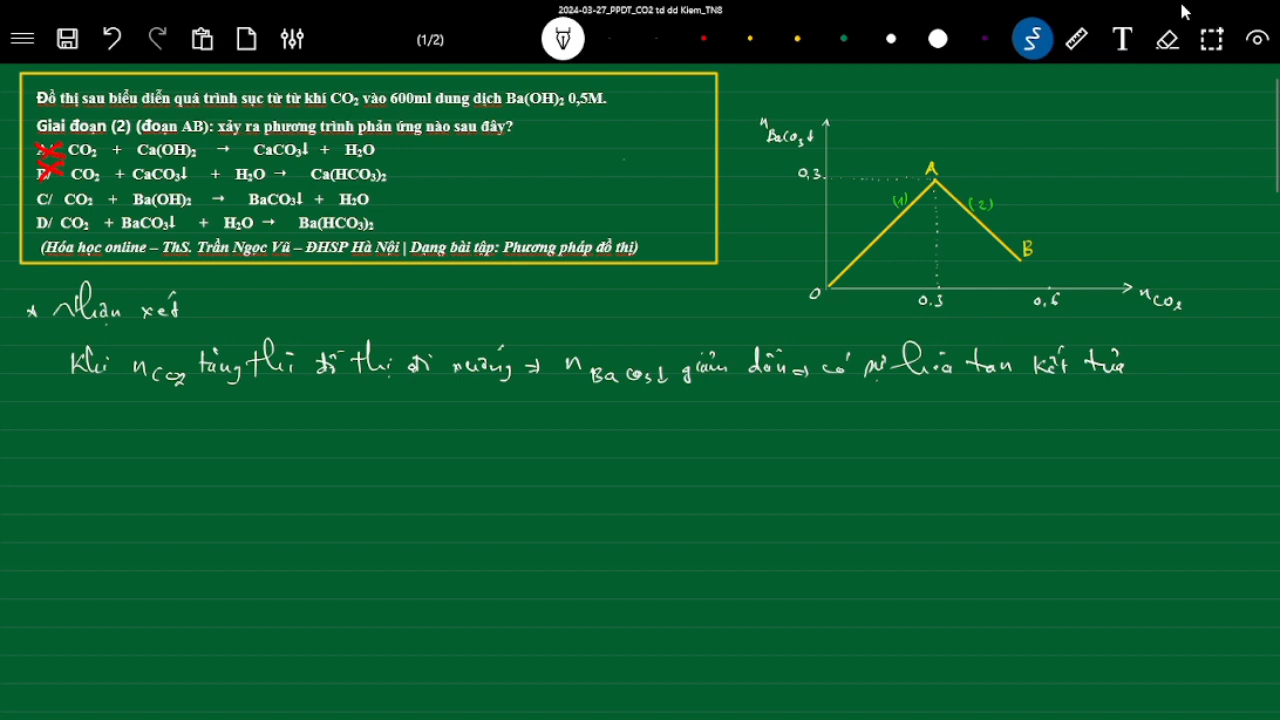 2024-03-27_PPDT_CO2 td dd Kiem_TN8
(1/2)
T
Đồ thị sau biểu diễn quá trình sục từ từ khí CO₂ vào 600ml dung dịch Ba(OH)₂ 0,5M.
Giai đoạn (2) (đoạn AB): xảy ra phương trình phản ứng nào sau đây?
A/ CO₂ + Ca(OH)₂ → CaCO₃↓ + H₂O
B/ CO₂ + CaCO₃↓ + H₂O → Ca(HCO₃)₂
C/ CO₂ + Ba(OH)₂ → BaCO₃↓ + H₂O
D/ CO₂ + BaCO₃↓ + H₂O → Ba(HCO₃)₂
(Hóa học online – ThS. Trần Ngọc Vũ – ĐHSP Hà Nội | Dạng bài tập: Phương pháp đồ thị)
n BaCO₃↓
A
0,3
(1) (2)
B
O 0.3 0,6 n CO₂
* Nhận xét
Khi n CO₂ tăng thì đồ thị đi xuống → n BaCO₃↓ giảm dần → có sự hòa tan kết tủa